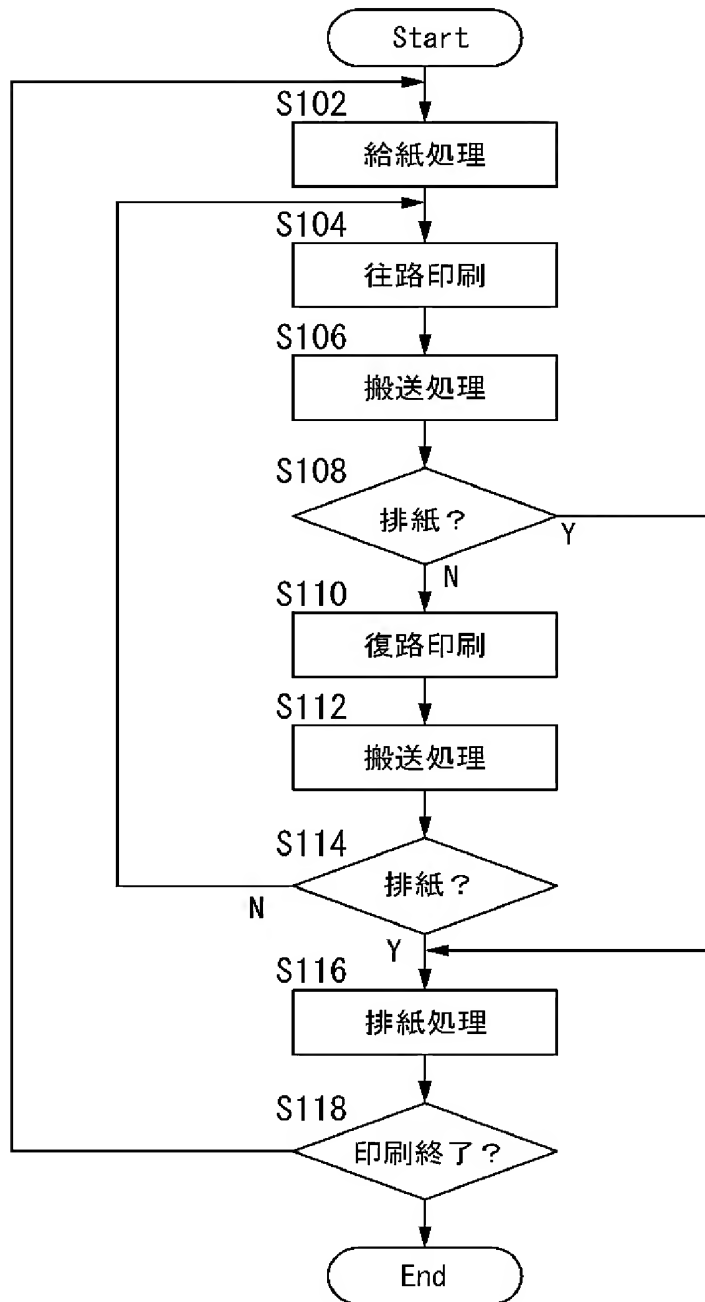 Start
S102
給紙処理
S104
往路印刷
S106
搬送処理
S108
排紙?
Y
N
S110
復路印刷
S112
搬送処理
S114
排紙?
N
Y
S116
排紙処理
S118
印刷終了?
End